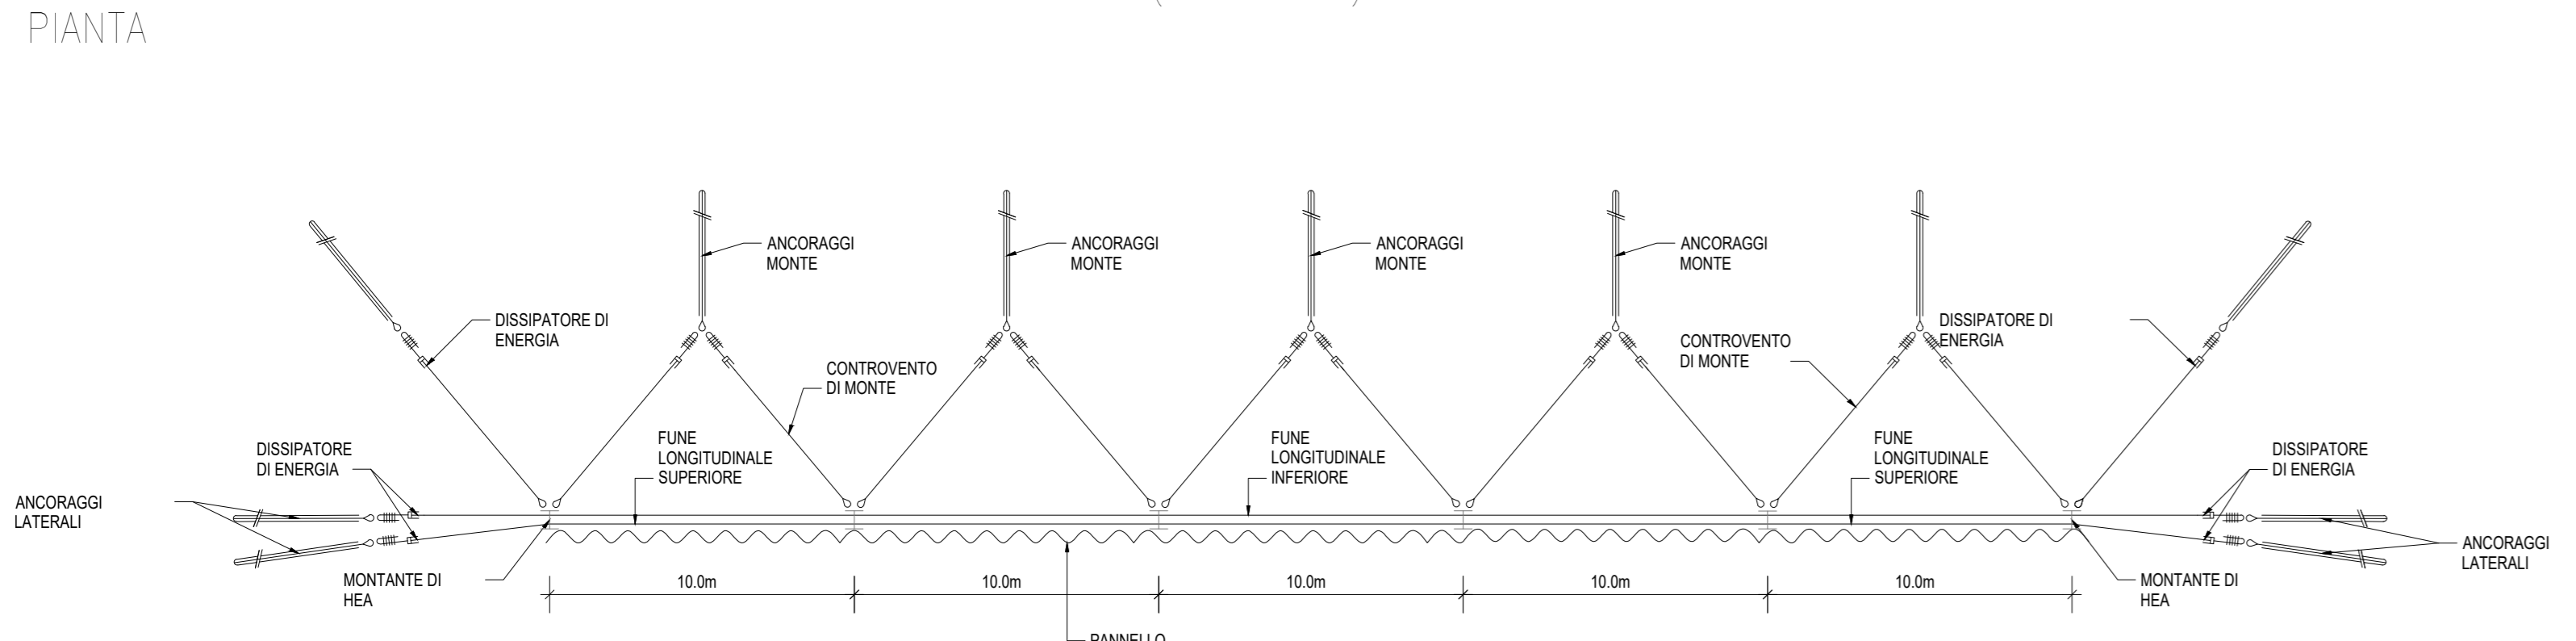 PIANTA
ANCORAGGI
MONTE
ANCORAGGI
MONTE
ANCORAGGI
MONTE
ANCORAGGI
MONTE
DISSIPATORE DI
ENERGIA
DISSIPATORE DI
ENERGIA
CONTROVENTO
DI MONTE
CONTROVENTO
DI MONTE
DISSIPATORE
DI ENERGIA
FUNE
LONGITUDINALE
SUPERIORE
FUNE
LONGITUDINALE
INFERIORE
FUNE
LONGITUDINALE
SUPERIORE
DISSIPATORE
DI ENERGIA
ANCORAGGI
LATERALI
ANCORAGGI
LATERALI
MONTANTE DI
HEA
10.0m
10.0m
10.0m
10.0m
10.0m
MONTANTE DI
HEA
PANNELLO